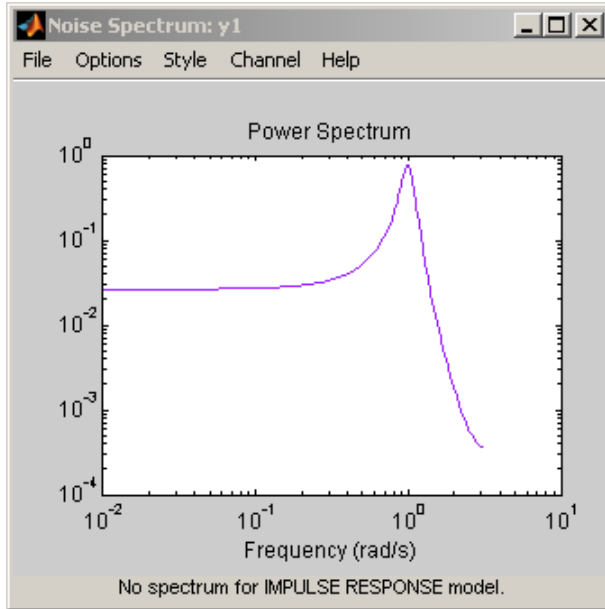 Noise Spectrum: y1
File Options Style Channel Help
Power Spectrum
10^0
10^-1
10^-2
10^-3
10^-4
10^-2 10^-1 10^0 10^1
Frequency (rad/s)
No spectrum for IMPULSE RESPONSE model.